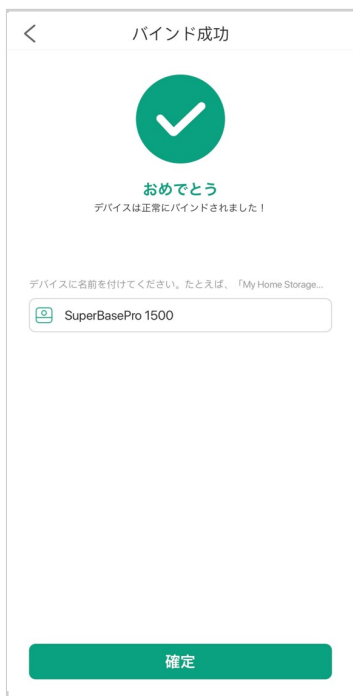 バインド成功
おめでとう
デバイスは正常にバインドされました！
デバイスに名前を付けてください。たとえば、「My Home Storage...
SuperBasePro 1500
確定